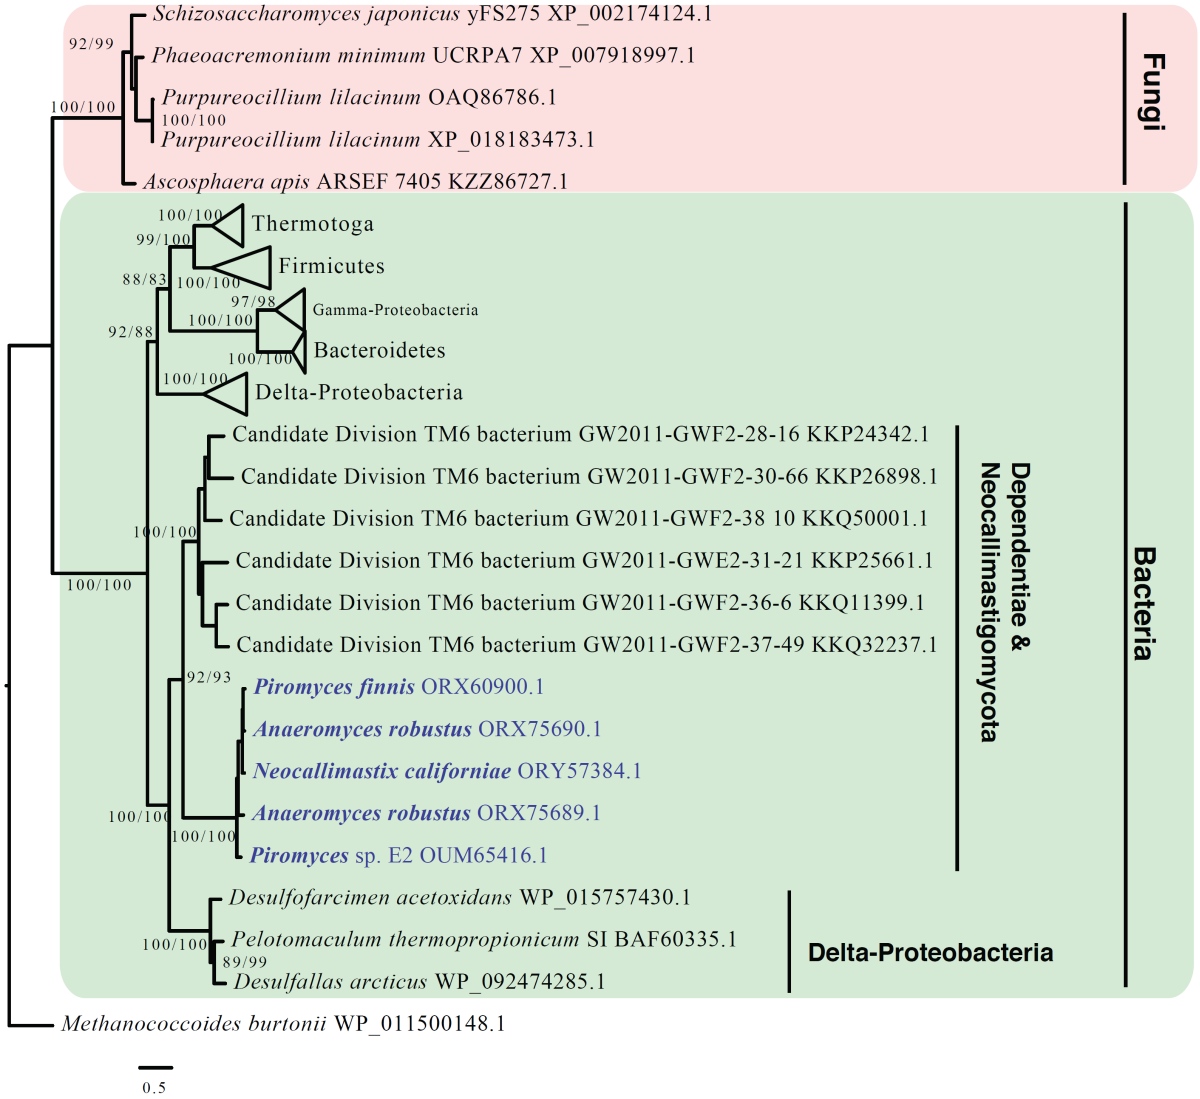 Schizosaccharomyces japonicus yFS275 XP_002174124.1
92/99
Phaeoacremonium minimum UCRPA7 XP_007918997.1
Purpureocillium lilacinum OAQ86786.1
100/100
100/100
Purpureocillium lilacinum XP_018183473.1
Ascosphaera apis ARSEF 7405 KZZ86727.1
Fungi
100/100
Thermotoga
99/100
Firmicutes
88/83
100/100
97/98
Gamma-Proteobacteria
100/100
92/88
Bacteroidetes
100/100
100/100
Delta-Proteobacteria
Candidate Division TM6 bacterium GW2011-GWF2-28-16 KKP24342.1
Candidate Division TM6 bacterium GW2011-GWF2-30-66 KKP26898.1
Candidate Division TM6 bacterium GW2011-GWF2-38 10 KKQ50001.1
100/100
Candidate Division TM6 bacterium GW2011-GWE2-31-21 KKP25661.1
100/100
Candidate Division TM6 bacterium GW2011-GWF2-36-6 KKQ11399.1
Candidate Division TM6 bacterium GW2011-GWF2-37-49 KKQ32237.1
Dependentiae &
Neocallimastigomycota
Bacteria
92/93
Piromyces finnis ORX60900.1
Anaeromyces robustus ORX75690.1
Neocallimastix californiae ORY57384.1
Anaeromyces robustus ORX75689.1
100/100
100/100
Piromyces sp. E2 OUM65416.1
Desulfofarcimen acetoxidans WP_015757430.1
100/100
Pelotomaculum thermopropionicum SI BAF60335.1
89/99
Desulfallas arcticus WP_092474285.1
Delta-Proteobacteria
Methanococcoides burtonii WP_011500148.1
0.5